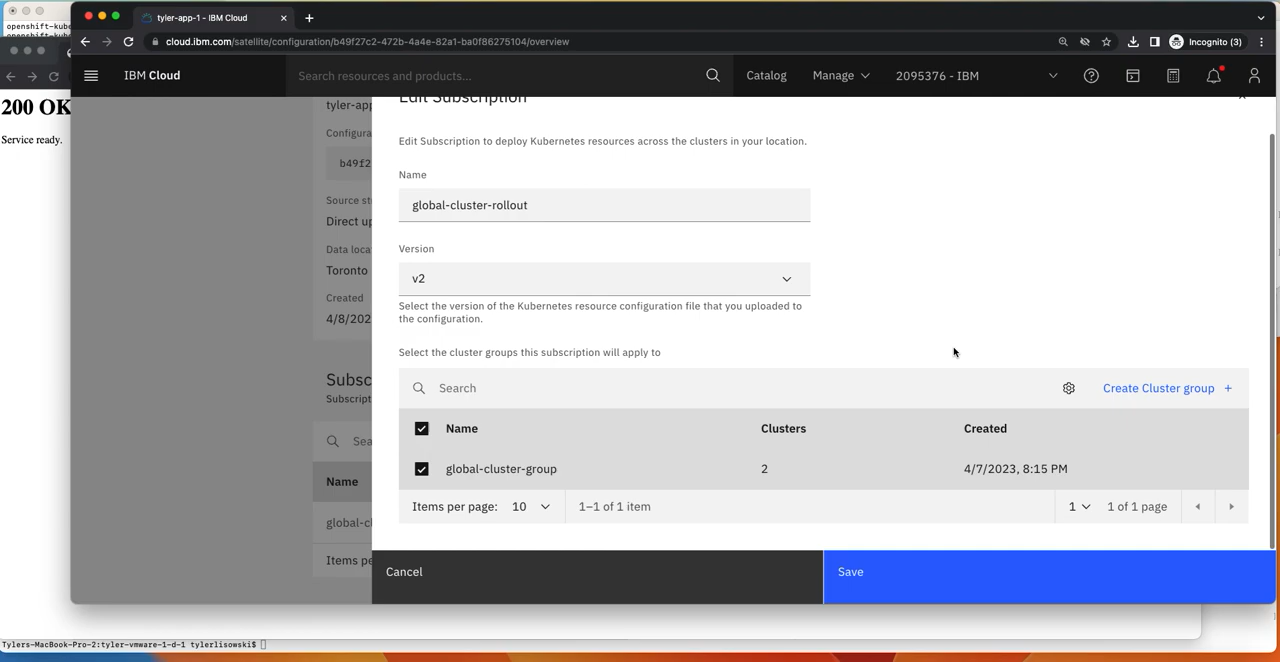 openshift-kube
tyler-app-1 - IBM Cloud
cloud.ibm.com/satellite/configuration/b49f27c2-472b-4a4e-82a1-ba0f86275104/overview
Incognito (3)
IBM Cloud
Search resources and products...
Catalog
Manage
2095376 - IBM
200 OK
Service ready.
tyler-app
Configura
b49f2
Source st
Direct up
Data loca
Toronto
Created
4/8/202
Subsc
Subscript
Sea
Name
global-cl
Items pe
Edit Subscription
Edit Subscription to deploy Kubernetes resources across the clusters in your location.
Name
global-cluster-rollout
Version
v2
Select the version of the Kubernetes resource configuration file that you uploaded to
the configuration.
Select the cluster groups this subscription will apply to
Search
Create Cluster group +
Name Clusters Created
global-cluster-group 2 4/7/2023, 8:15 PM
Items per page: 10 1–1 of 1 item 1 1 of 1 page
Cancel
Save
Tylers-MacBook-Pro-2:tyler-vmware-1-d-1 tylerlisowski$